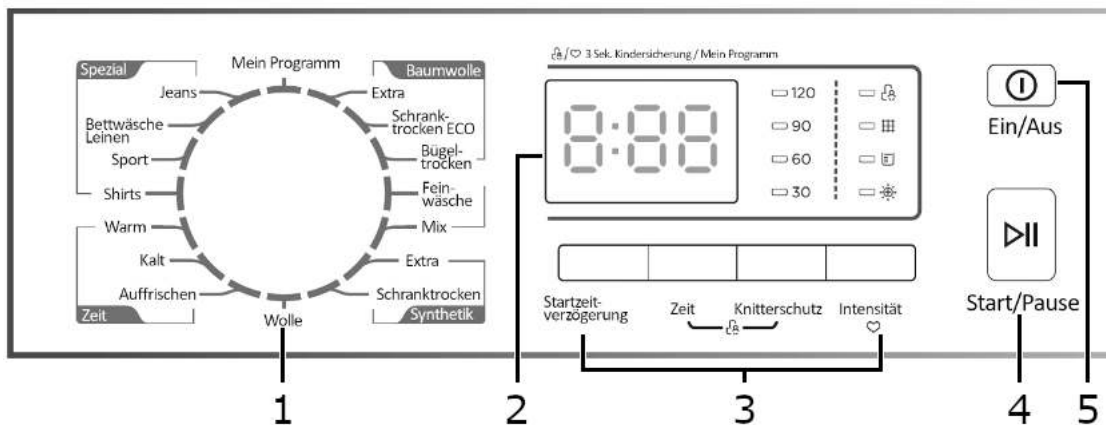 3 Sek. Kindersicherung / Mein Programm
Mein Programm
Spezial
Jeans
Bettwäsche
Leinen
Sport
Shirts
Warm
Kalt
Auffrischen
Zeit
Wolle
Baumwolle
Extra
Schrank-
trocken ECO
Bügel-
trocken
Fein-
wäsche
Mix
Extra
Schranktrocken
Synthetik
8:88
120
90
60
30
Startzeit-
verzögerung
Zeit
Knitterschutz
Intensität
Ein/Aus
Start/Pause
1
2
3
4
5